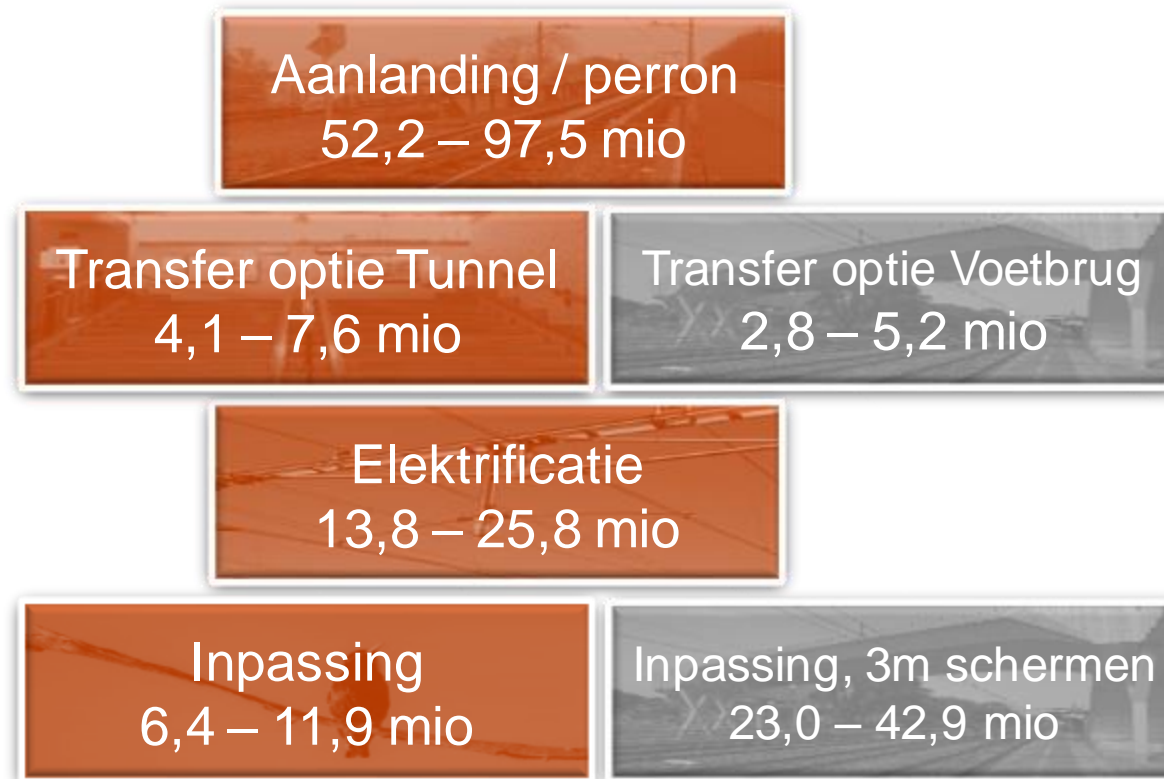 Aanlanding / perron
52,2 – 97,5 mio
Transfer optie Tunnel
4,1 – 7,6 mio
Transfer optie Voetbrug
2,8 – 5,2 mio
Elektrificatie
13,8 – 25,8 mio
Inpassing
6,4 – 11,9 mio
Inpassing, 3m schermen
23,0 – 42,9 mio